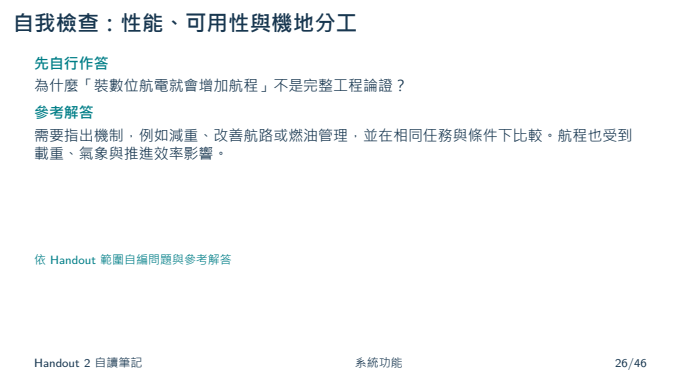 自我檢查：性能、可用性與機地分工
先自行作答
為什麼「裝數位航電就會增加航程」不是完整工程論證？
參考解答
需要指出機制，例如減重、改善航路或燃油管理，並在相同任務與條件下比較。航程也受到
載重、氣象與推進效率影響。
依 Handout 範圍自編問題與參考解答
Handout 2 自讀筆記
系統功能
26/46